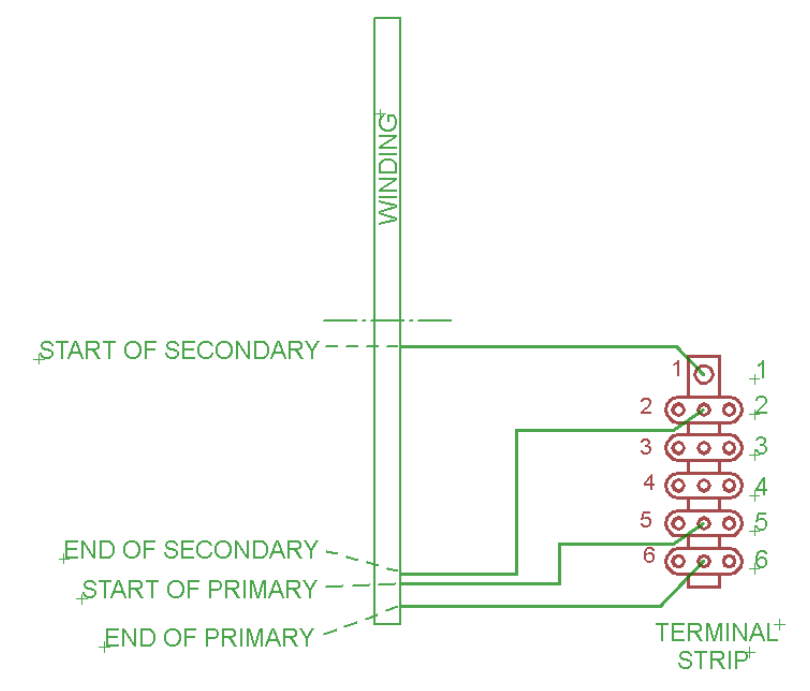 WINDING
START OF SECONDARY
1 1
2 2
3 3
4 4
5 5
END OF SECONDARY
6 6
START OF PRIMARY
END OF PRIMARY
TERMINAL
STRIP